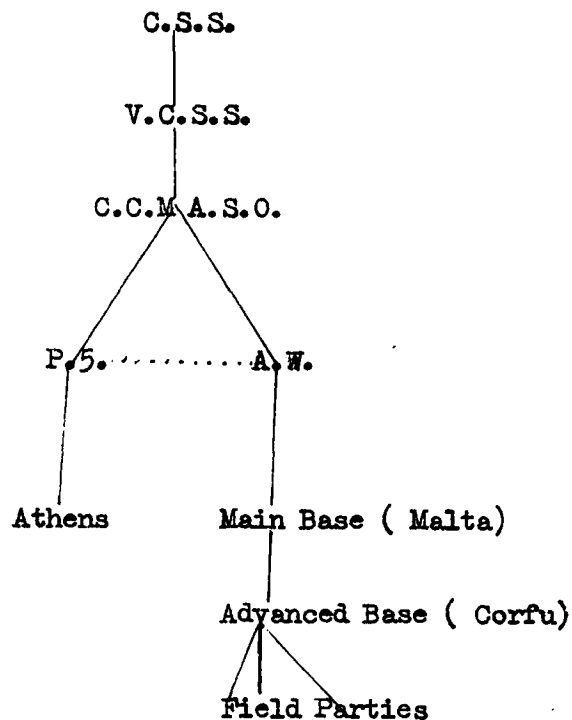 C.S.S.
V.C.S.S.
C.C.M A.S.O.
P.5. A.W.
Athens Main Base ( Malta)
Advanced Base ( Corfu)
Field Parties